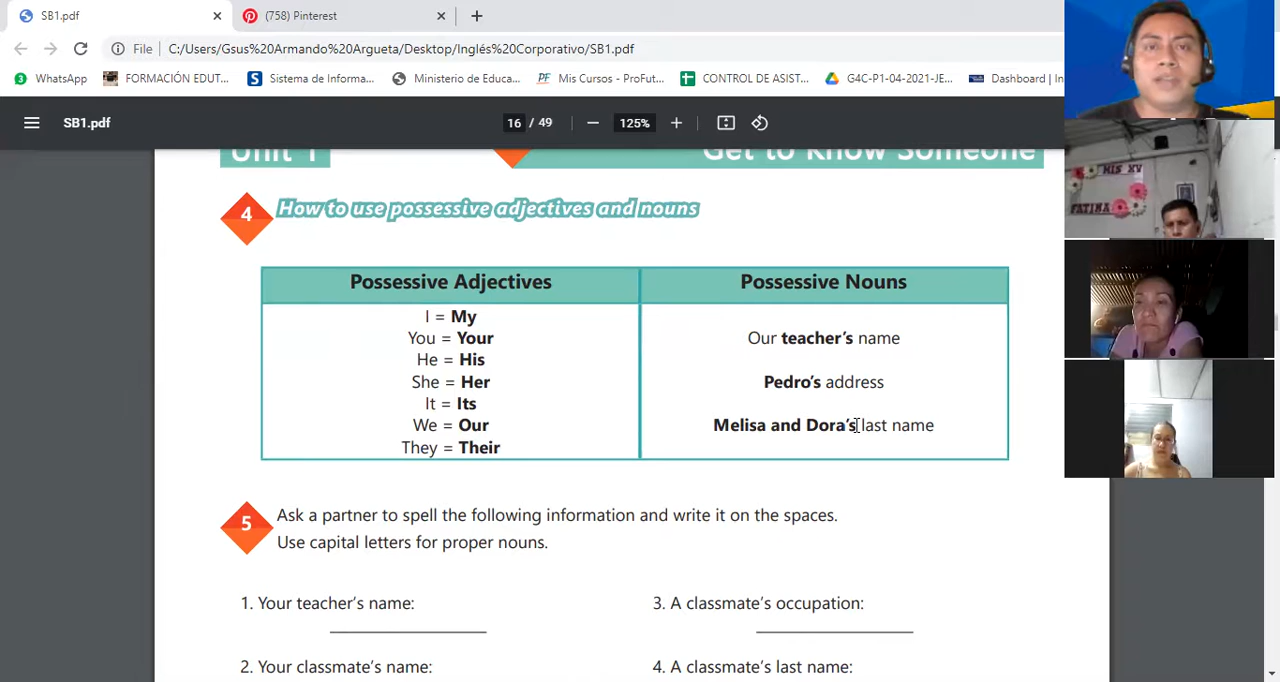 SB1.pdf
(758) Pinterest
File
C:/Users/Gsus%20Armando%20Argueta/Desktop/Inglés%20Corporativo/SB1.pdf
WhatsApp
FORMACIÓN EDUT...
Sistema de Informa...
Ministerio de Educa...
Mis Cursos - ProFut...
CONTROL DE ASIST...
G4C-P1-04-2021-JE...
Dashboard | In
SB1.pdf
16 / 49
125%
Unit 1
Get to Know Someone
4
How to use possessive adjectives and nouns
Possessive Adjectives
I = My
You = Your
He = His
She = Her
It = Its
We = Our
They = Their
Possessive Nouns
Our teacher's name
Pedro's address
Melisa and Dora's last name
5
Ask a partner to spell the following information and write it on the spaces.
Use capital letters for proper nouns.
1. Your teacher's name:
2. Your classmate's name:
3. A classmate's occupation:
4. A classmate's last name:
HIS XV
FATIMA